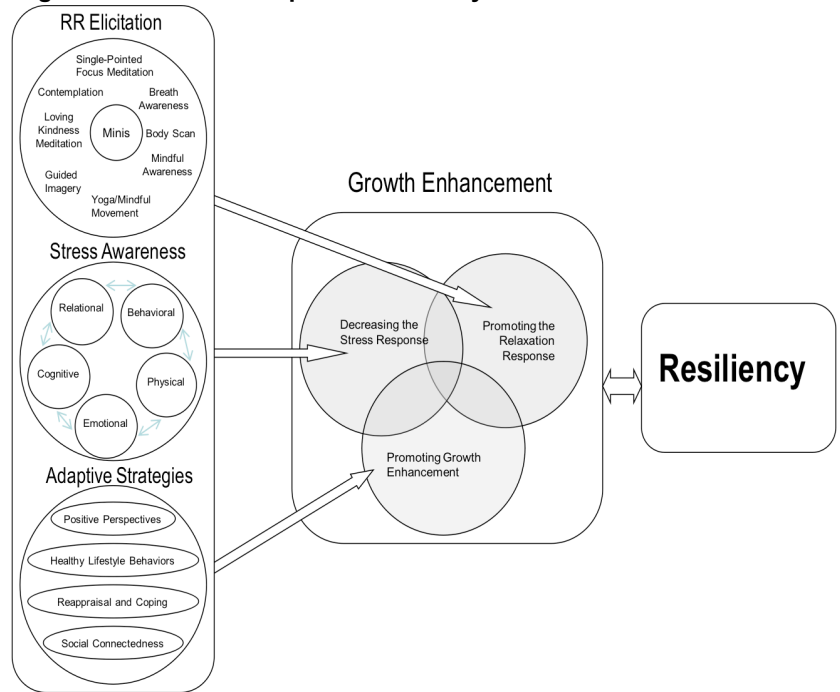 RR Elicitation
Single-Pointed
Focus Meditation
Contemplation
Breath
Awareness
Loving
Kindness
Meditation
Minis
Body Scan
Mindful
Awareness
Guided
Imagery
Yoga/Mindful
Movement
Stress Awareness
Relational
Behavioral
Cognitive
Physical
Emotional
Adaptive Strategies
Positive Perspectives
Healthy Lifestyle Behaviors
Reappraisal and Coping
Social Connectedness
Growth Enhancement
Decreasing the
Stress Response
Promoting the
Relaxation
Response
Promoting Growth
Enhancement
Resiliency